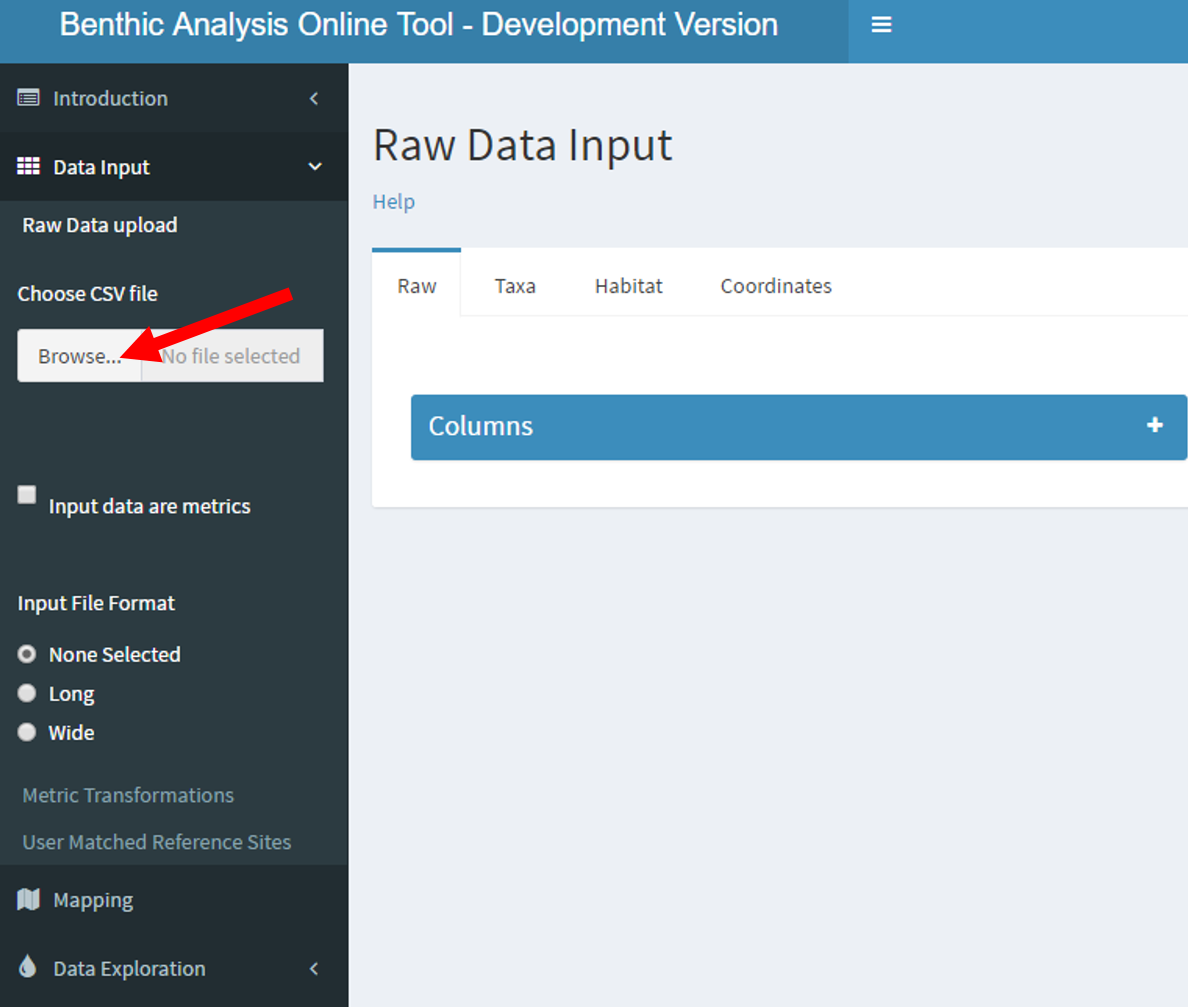 Benthic Analysis Online Tool - Development Version
Introduction
Data Input
Raw Data upload
Choose CSV file
Browse... No file selected
Input data are metrics
Input File Format
None Selected
Long
Wide
Metric Transformations
User Matched Reference Sites
Mapping
Data Exploration
Raw Data Input
Help
Raw Taxa Habitat Coordinates
Columns